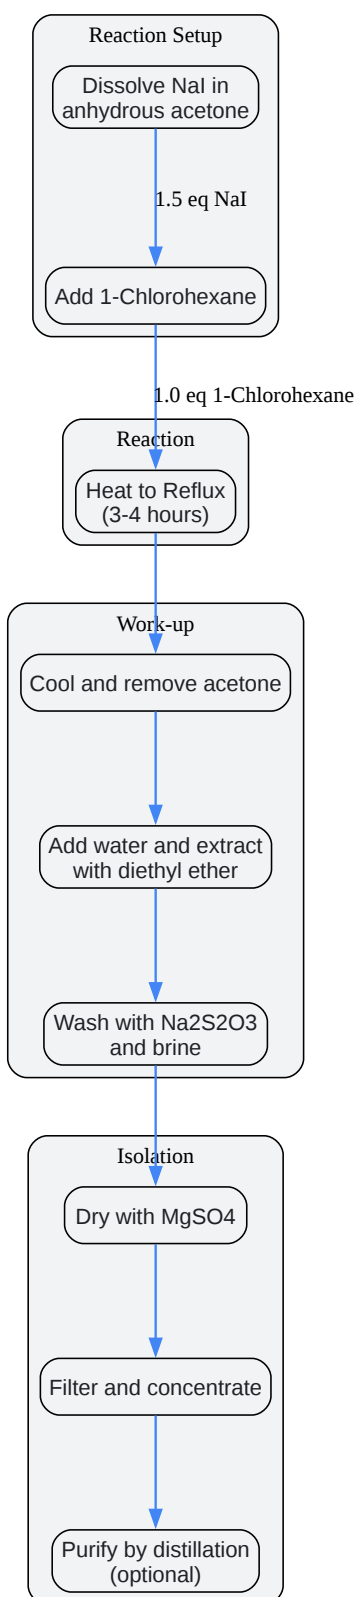 Reaction Setup
Dissolve NaI in
anhydrous acetone
1.5 eq NaI
Add 1-Chlorohexane
1.0 eq 1-Chlorohexane
Reaction
Heat to Reflux
(3-4 hours)
Work-up
Cool and remove acetone
Add water and extract
with diethyl ether
Wash with Na2S2O3
and brine
Isolation
Dry with MgSO4
Filter and concentrate
Purify by distillation
(optional)